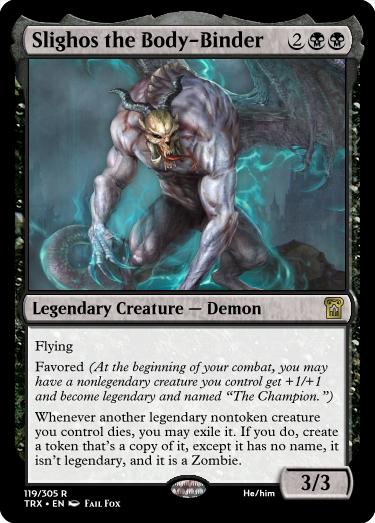 Slighos the Body-Binder 2
Legendary Creature — Demon
Flying
Favored (At the beginning of your combat, you may
have a nonlegendary creature you control get +1/+1
and become legendary and named “The Champion.”)
Whenever another legendary nontoken creature
you control dies, you may exile it. If you do, create
a token that's a copy of it, except it has no name, it
isn't legendary, and it is a Zombie.
3/3
119/305 R
He/him
TRX • EN Fail Fox